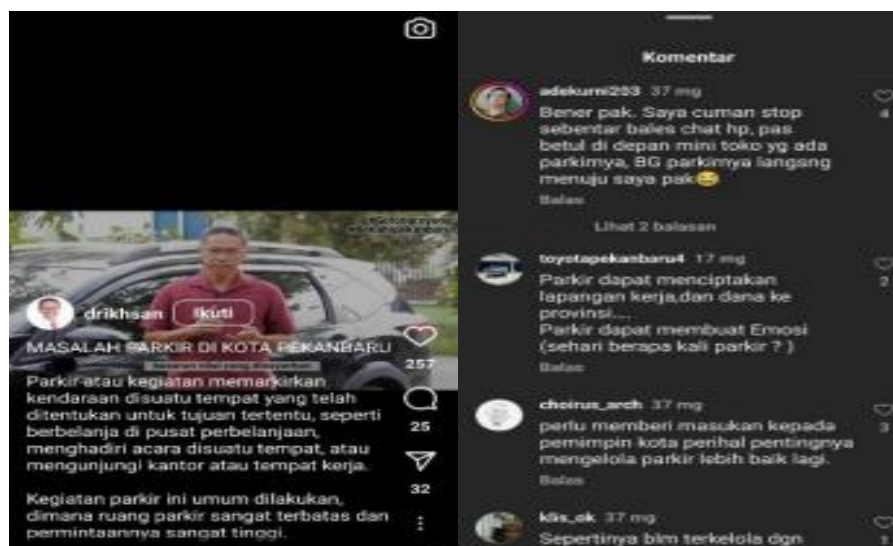 drikhsan
Ikuti
MASALAH PARKIR DI KOTA PEKANBARU
257
Parkir atau kegiatan memarkirkan
kendaraan disuatu tempat yang telah
ditentukan untuk tujuan tertentu, seperti
berbelanja di pusat perbelanjaan,
menghadiri acara disuatu tempat, atau
mengunjungi kantor atau tempat kerja.
25
32
Kegiatan parkir ini umum dilakukan,
dimana ruang parkir sangat terbatas dan
permintaannya sangat tinggi.
Komentar
adekurni203 37 mg
Bener pak. Saya cuman stop
sebentar bales chat hp, pas
betul di depan mini toko yg ada
parkirnya, BG parkirnya langsng
menuju saya pak😅
4
Balas
Lihat 2 balasan
toyotapekanbaru4 17 mg
Parkir dapat menciptakan
lapangan kerja,dan dana ke
provinsi....
Parkir dapat membuat Emosi
(sehari berapa kali parkir ? )
2
Balas
choirus_arch 37 mg
perlu memberi masukan kepada
pemimpin kota perihal pentingnya
mengelola parkir lebih baik lagi.
3
Balas
klis_ok 37 mg
Sepertinya blm terkelola dgn